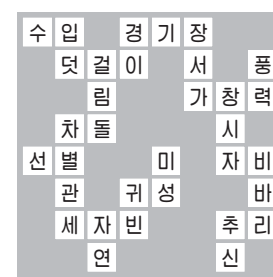 수입 경기장
덧걸이 서 풍
림 가창력
차돌 시
선별 미 자비
관 귀성 바
세자빈 추리
연 신